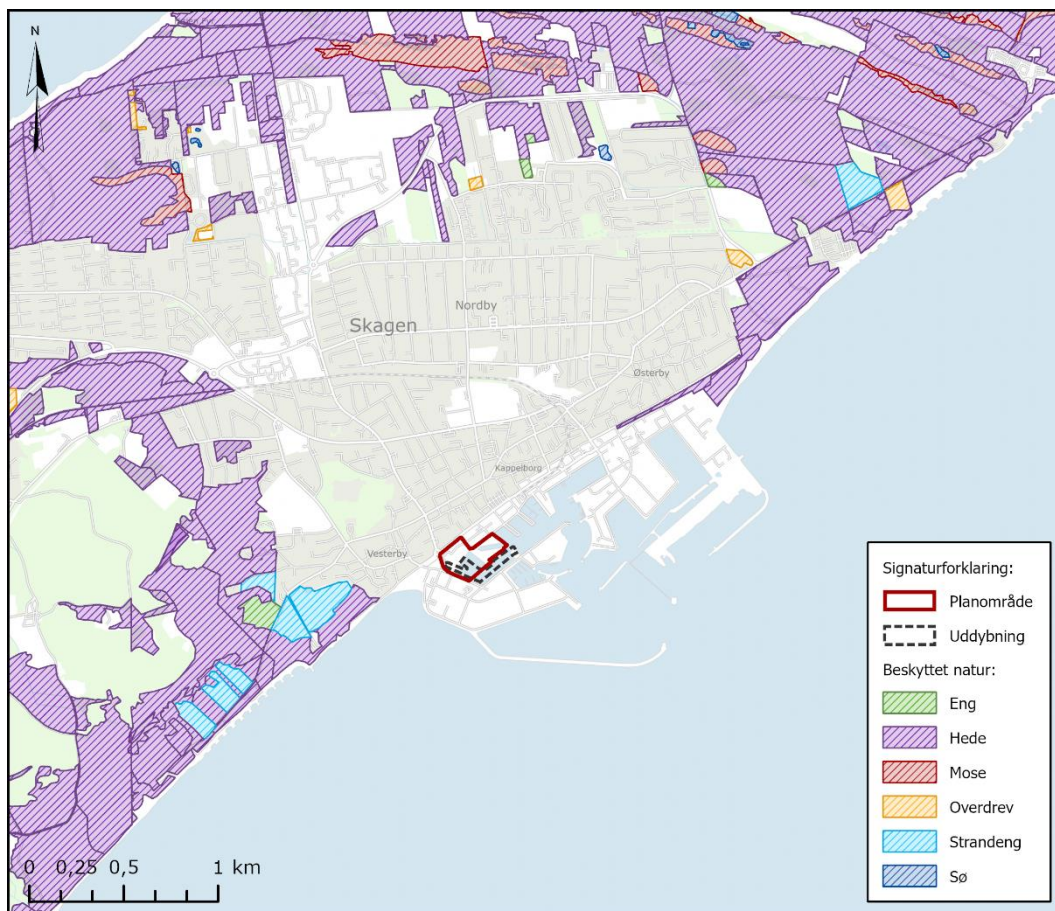 N
Nordby
Skagen
Østerby
Kappelborg
Vesterby
0 0,25 0,5 1 km
Signaturforklaring:
Planområde
Uddybning
Beskyttet natur:
Eng
Hede
Mose
Overdrev
Strandeng
Sø